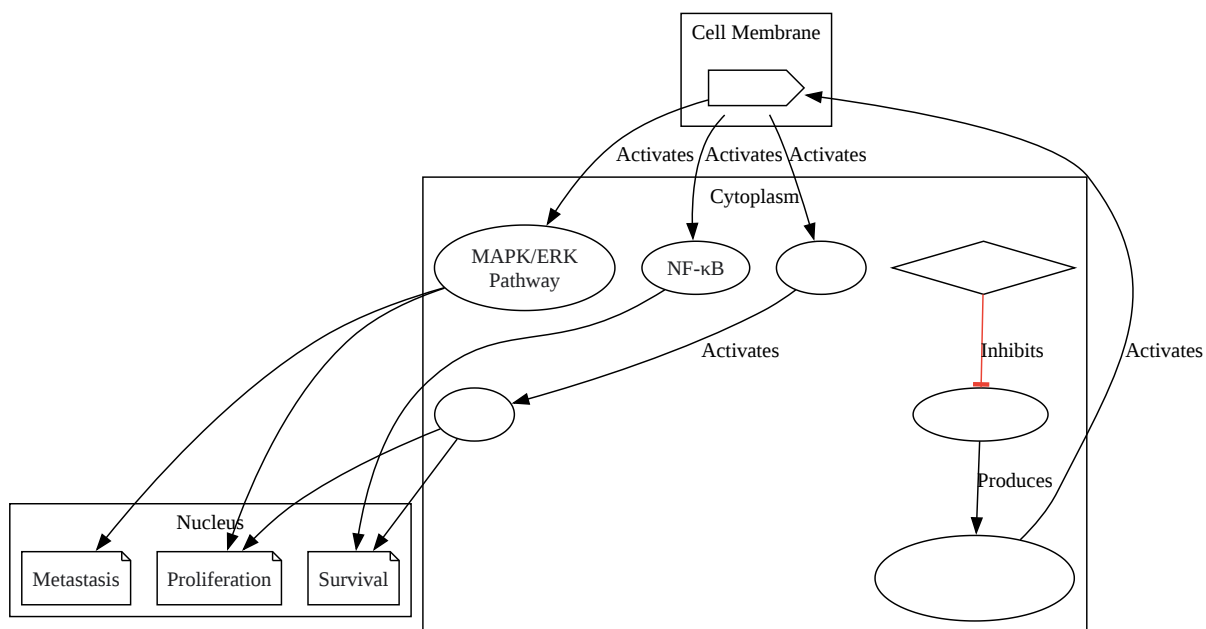 Cell Membrane
Activates
Activates
Activates
Cytoplasm
MAPK/ERK
Pathway
NF-κB
Activates
Inhibits
Activates
Produces
Nucleus
Metastasis
Proliferation
Survival